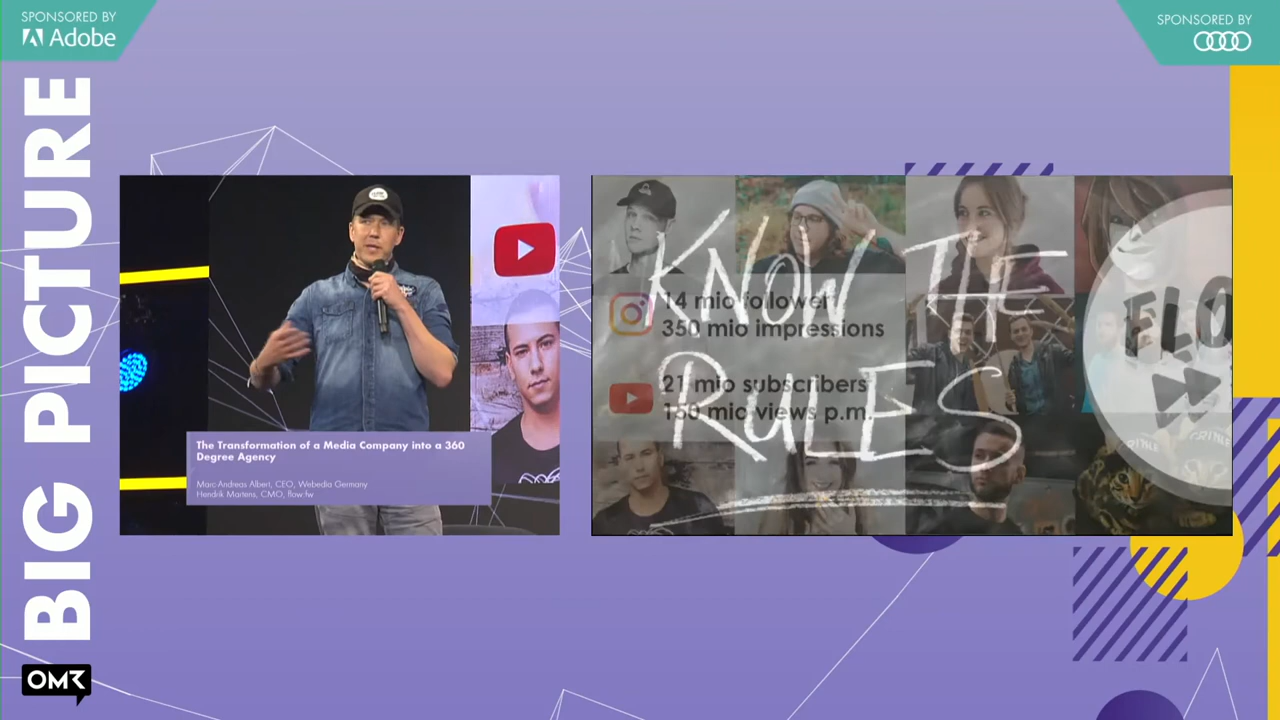 SPONSORED BY
Adobe
SPONSORED BY
BIG PICTURE
The Transformation of a Media Company into a 360
Degree Agency
Marc-Andreas Albert, CEO, Webedia Germany
Hendrik Martens, CMO, flow:fw
KNOW THE
RULES
14 mio follower
350 mio impressions
21 mio subscribers
150 mio views p.m.
FLO
OMR